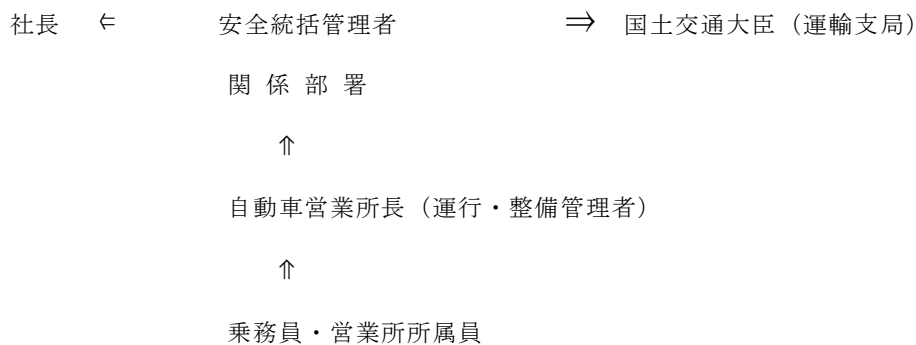 社長 ⇐ 安全統括管理者 ⇒ 国土交通大臣（運輸支局）
関 係 部 署
⇑
自動車営業所長（運行・整備管理者）
⇑
乗務員・営業所所属員